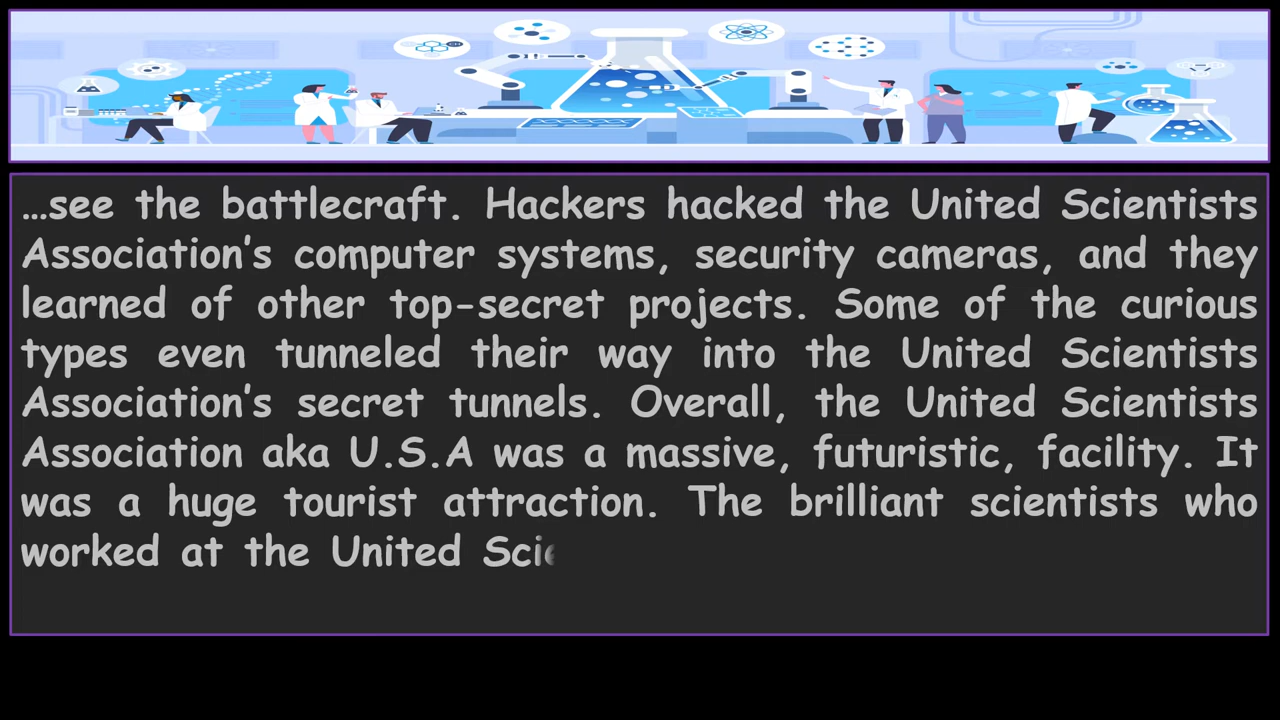 …see the battlecraft. Hackers hacked the United Scientists
Association's computer systems, security cameras, and they
learned of other top-secret projects. Some of the curious
types even tunneled their way into the United Scientists
Association's secret tunnels. Overall, the United Scientists
Association aka U.S.A was a massive, futuristic, facility. It
was a huge tourist attraction. The brilliant scientists who
worked at the United Scie